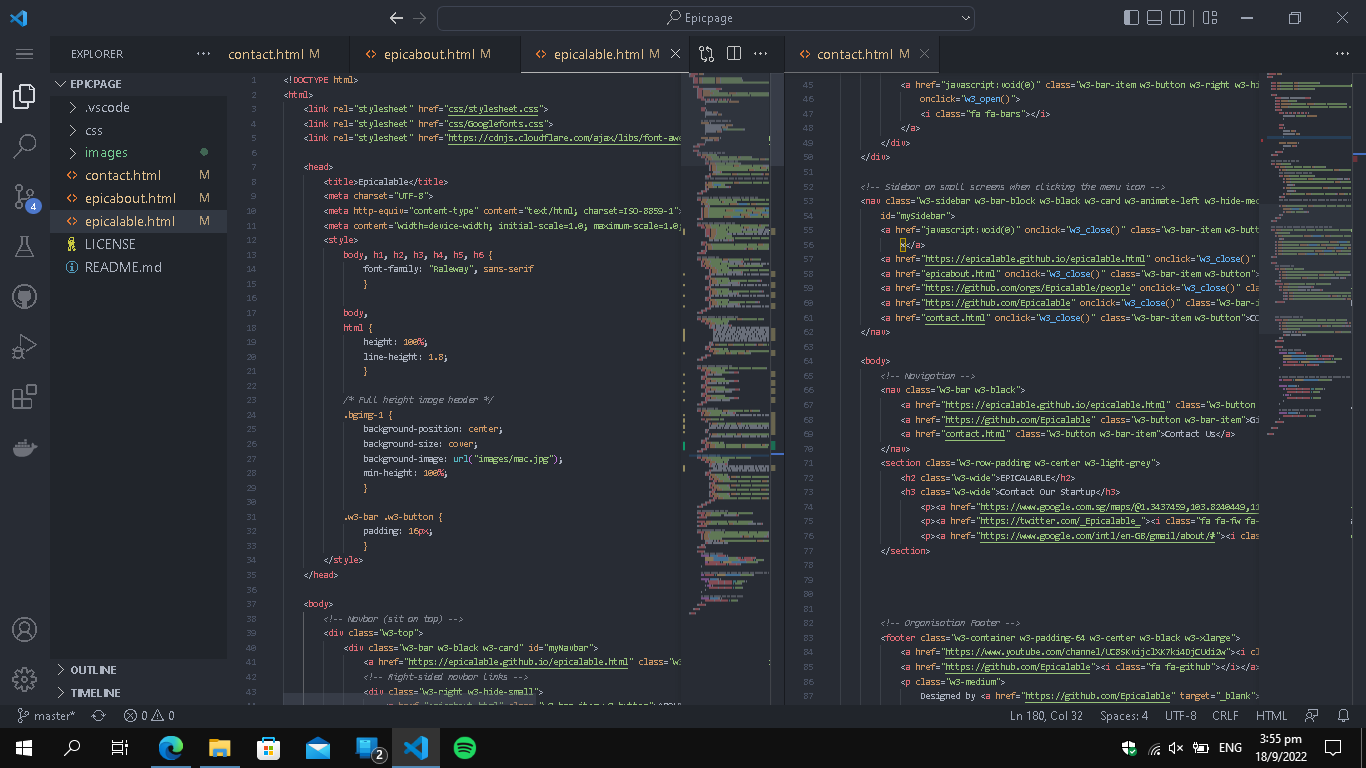 Epicpage
EXPLORER
EPICPAGE
.vscode
css
images
contact.html M
epicabout.html M
epicalable.html M
LICENSE
README.md
OUTLINE
TIMELINE
contact.html M
epicabout.html M
epicalable.html M
1 <!DOCTYPE html>
2 <html>
3 <link rel="stylesheet" href="css/stylesheet.css">
4 <link rel="stylesheet" href="css/Googlefonts.css">
5 <link rel="stylesheet" href="https://cdnjs.cloudflare.com/ajax/libs/font-awe
6
7 <head>
8 <title>Epicalable</title>
9 <meta charset="UTF-8">
10 <meta http-equiv="content-type" content="text/html; charset=ISO-8859-1">
11 <meta content="width=device-width; initial-scale=1.0; maximum-scale=1.0;
12 <style>
13 body, h1, h2, h3, h4, h5, h6 {
14 font-family: "Raleway", sans-serif
15 }
16
17 body,
18 html {
19 height: 100%;
20 line-height: 1.8;
21 }
22
23 /* Full height image header */
24 .bgimg-1 {
25 background-position: center;
26 background-size: cover;
27 background-image: url("images/mac.jpg");
28 min-height: 100%;
29 }
30
31 .w3-bar .w3-button {
32 padding: 16px;
33 }
34 </style>
35 </head>
36
37 <body>
38 <!-- Navbar (sit on top) -->
39 <div class="w3-top">
40 <div class="w3-bar w3-black w3-card" id="myNavbar">
41 <a href="https://epicalable.github.io/epicalable.html" class="w3
42 <!-- Right-sided navbar links -->
43 <div class="w3-right w3-hide-small">
contact.html M
45 <a href="javascript:void(0)" class="w3-bar-item w3-button w3-right w3-hi
46 onclick="w3_open()">
47 <i class="fa fa-bars"></i>
48 </a>
49 </div>
50 </div>
51
52 <!-- Sidebar on small screens when clicking the menu icon -->
53 <nav class="w3-sidebar w3-bar-block w3-black w3-card w3-animate-left w3-hide-med
54 id="mySidebar">
55 <a href="javascript:void(0)" onclick="w3_close()" class="w3-bar-item w3-butt
56 </a>
57 <a href="https://epicalable.github.io/epicalable.html" onclick="w3_close()"
58 <a href="epicabout.html" onclick="w3_close()" class="w3-bar-item w3-button">
59 <a href="https://github.com/orgs/Epicalable/people" onclick="w3_close()" cla
60 <a href="https://github.com/Epicalable" onclick="w3_close()" class="w3-bar-i
61 <a href="contact.html" onclick="w3_close()" class="w3-bar-item w3-button">CO
62 </nav>
63
64 <body>
65 <!-- Navigation -->
66 <nav class="w3-bar w3-black">
67 <a href="https://epicalable.github.io/epicalable.html" class="w3-button
68 <a href="https://github.com/Epicalable" class="w3-button w3-bar-item">Gi
69 <a href="contact.html" class="w3-button w3-bar-item">Contact Us</a>
70 </nav>
71 <section class="w3-row-padding w3-center w3-light-grey">
72 <h2 class="w3-wide">EPICALABLE</h2>
73 <h3 class="w3-wide">Contact Our Startup</h3>
74 <p><a href="https://www.google.com.sg/maps/@1.3437459,103.8240449,11
75 <p><a href="https://twitter.com/_Epicalable_"><i class="fa fa-fw fa-
76 <p><a href="https://www.google.com/intl/en-GB/gmail/about/#"><i clas
77 </section>
78
79
80
81
82 <!-- Organisation Footer -->
83 <footer class="w3-container w3-padding-64 w3-center w3-black w3-xlarge">
84 <a href="https://www.youtube.com/channel/UC8SKvijclXK7ki4DjCUdi2w"><i cl
85 <a href="https://github.com/Epicalable"><i class="fa fa-github"></i></a>
86 <p class="w3-medium">
87 Designed by <a href="https://github.com/Epicalable" target="_blank">
4
master*
0 0
Ln 180, Col 32
Spaces: 4
UTF-8
CRLF
HTML
2
ENG
3:55 pm
18/9/2022